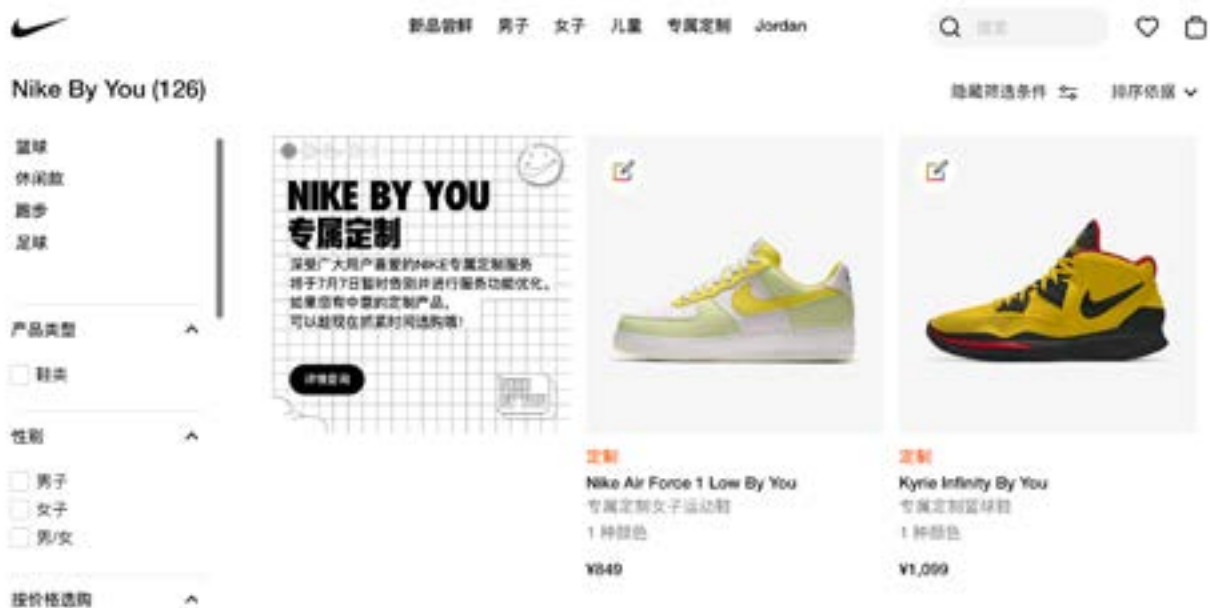 新品尝鲜 男子 女子 儿童 专属定制 Jordan
搜索
Nike By You (126)
隐藏筛选条件 排序依据
篮球
休闲款
跑步
足球
产品类型
鞋类
性别
男子
女子
男/女
按价格选购
NIKE BY YOU
专属定制
深受广大用户喜爱的NIKE专属定制服务
将于7月7日暂时告别并进行服务功能优化。
如果您有中意的定制产品,
可以趁现在抓紧时间选购哦!
详情查询
定制
Nike Air Force 1 Low By You
专属定制女子运动鞋
1 种颜色
¥849
定制
Kyrie Infinity By You
专属定制篮球鞋
1 种颜色
¥1,099